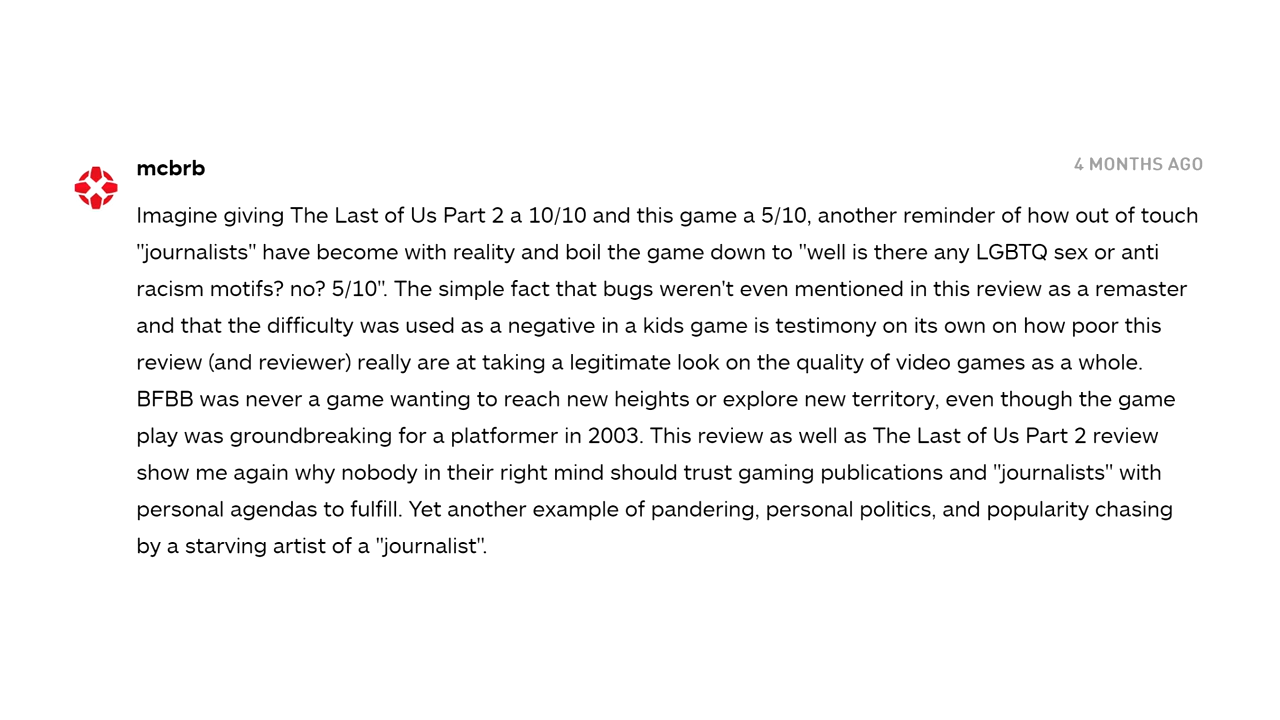 mcbrb
4 MONTHS AGO
Imagine giving The Last of Us Part 2 a 10/10 and this game a 5/10, another reminder of how out of touch
"journalists" have become with reality and boil the game down to "well is there any LGBTQ sex or anti
racism motifs? no? 5/10". The simple fact that bugs weren't even mentioned in this review as a remaster
and that the difficulty was used as a negative in a kids game is testimony on its own on how poor this
review (and reviewer) really are at taking a legitimate look on the quality of video games as a whole.
BFBB was never a game wanting to reach new heights or explore new territory, even though the game
play was groundbreaking for a platformer in 2003. This review as well as The Last of Us Part 2 review
show me again why nobody in their right mind should trust gaming publications and "journalists" with
personal agendas to fulfill. Yet another example of pandering, personal politics, and popularity chasing
by a starving artist of a "journalist".